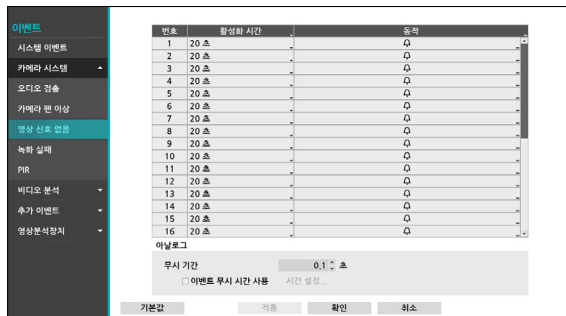 이벤트
시스템 이벤트
카메라 시스템
오디오 검출
카메라 팬 이상
영상 신호 없음
녹화 실패
PIR
비디오 분석
추가 이벤트
영상분석장치
번호 활성화 시간 동작
1 20 초
2 20 초
3 20 초
4 20 초
5 20 초
6 20 초
7 20 초
8 20 초
9 20 초
10 20 초
11 20 초
12 20 초
13 20 초
14 20 초
15 20 초
16 20 초
아날로그
무시 기간 0.1 초
이벤트 무시 시간 사용 시간 설정...
기본값 적용 확인 취소